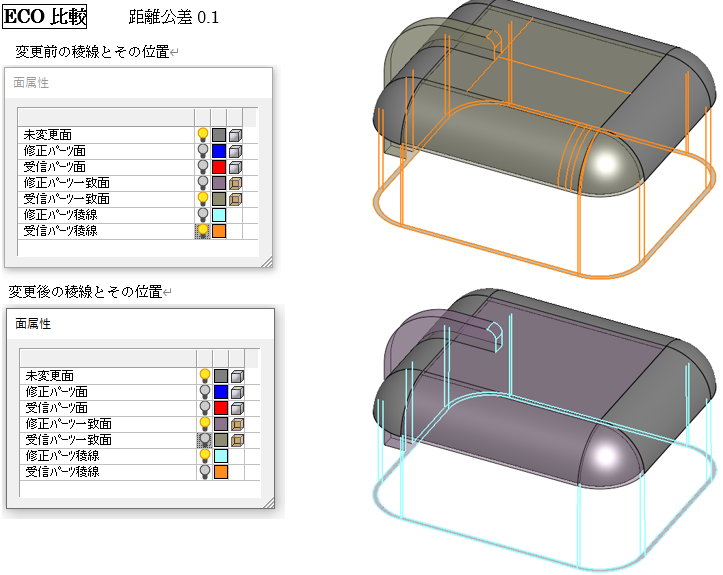 ECO 比較 距離公差 0.1
変更前の稜線とその位置↵
面属性
未変更面
修正パーツ面
受信パーツ面
修正パーツ一致面
受信パーツ一致面
修正パーツ稜線
受信パーツ稜線
変更後の稜線とその位置↵
面属性
未変更面
修正パーツ面
受信パーツ面
修正パーツ一致面
受信パーツ一致面
修正パーツ稜線
受信パーツ稜線